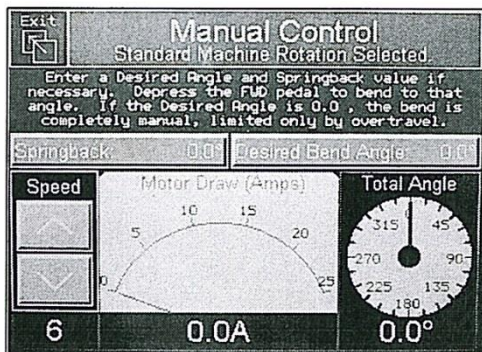 Exit
Manual Control
Standard Machine Rotation Selected.
Enter a Desired Angle and Springback value if
necessary. Depress the FWD pedal to bend to that
angle. If the Desired Angle is 0.0 , the bend is
completely manual, limited only by overtravel.
Springback: 0.0° Desired Bend Angle: 0.0°
Speed
6
Motor Draw (Amps)
0 5 10 15 20 25
0.0A
Total Angle
0 45 90 135 180 225 270 315
0.0°